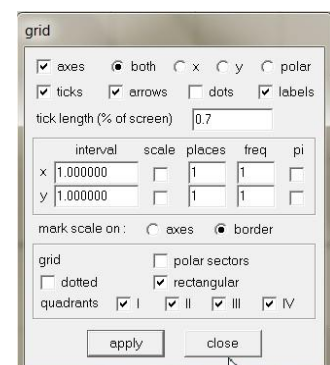 grid
axes both x y polar
ticks arrows dots labels
tick length (% of screen) 0.7
interval scale places freq pi
x 1.000000 1 1
y 1.000000 1 1
mark scale on : axes border
grid polar sectors
dotted rectangular
quadrants I II III IV
apply close